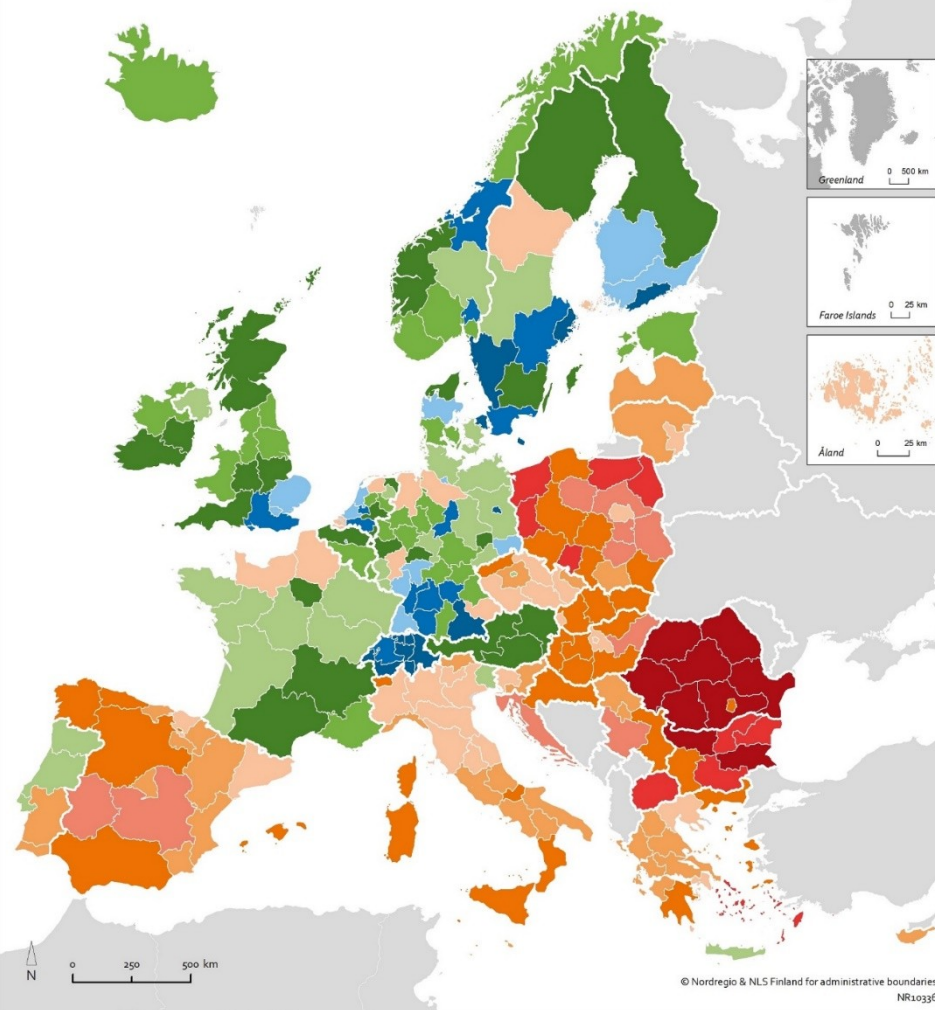 0 500 km
Greenland
0 25 km
Faroe Islands
0 25 km
Åland
N
0 250 500 km
© Nordregio & NLS Finland for administrative boundaries
NR10336